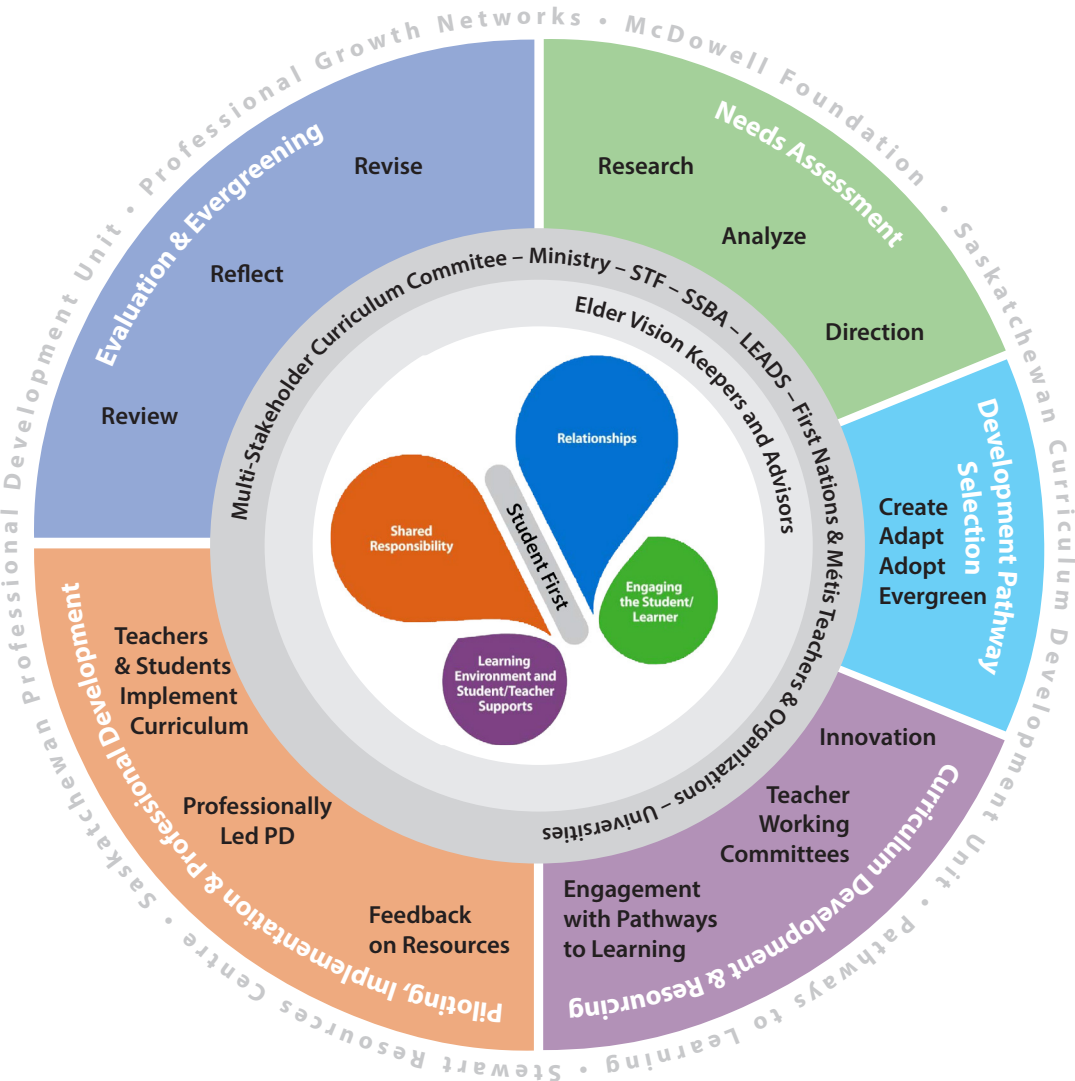 Professional Growth Networks • McDowell Foundation • Saskatchewan Curriculum Development Unit • Pathways to Learning • Stewart Resources Centre • Saskatchewan Professional Development Unit •
Needs Assessment
Research
Analyze
Direction
Development Pathway
Selection
Create
Adapt
Adopt
Evergreen
Curriculum Development & Resourcing
Innovation
Teacher
Working
Committees
Engagement
with Pathways
to Learning
Piloting, Implementation & Professional Development
Feedback
on Resources
Professionally
Led PD
Teachers
& Students
Implement
Curriculum
Evaluation & Evergreening
Review
Reflect
Revise
Multi-Stakeholder Curriculum Commitee – Ministry – STF – SSBA – LEADS – First Nations & Métis Teachers & Organizations – Universities
Elder Vision Keepers and Advisors
Relationships
Shared
Responsibility
Student First
Engaging
the Student/
Learner
Learning
Environment and
Student/Teacher
Supports